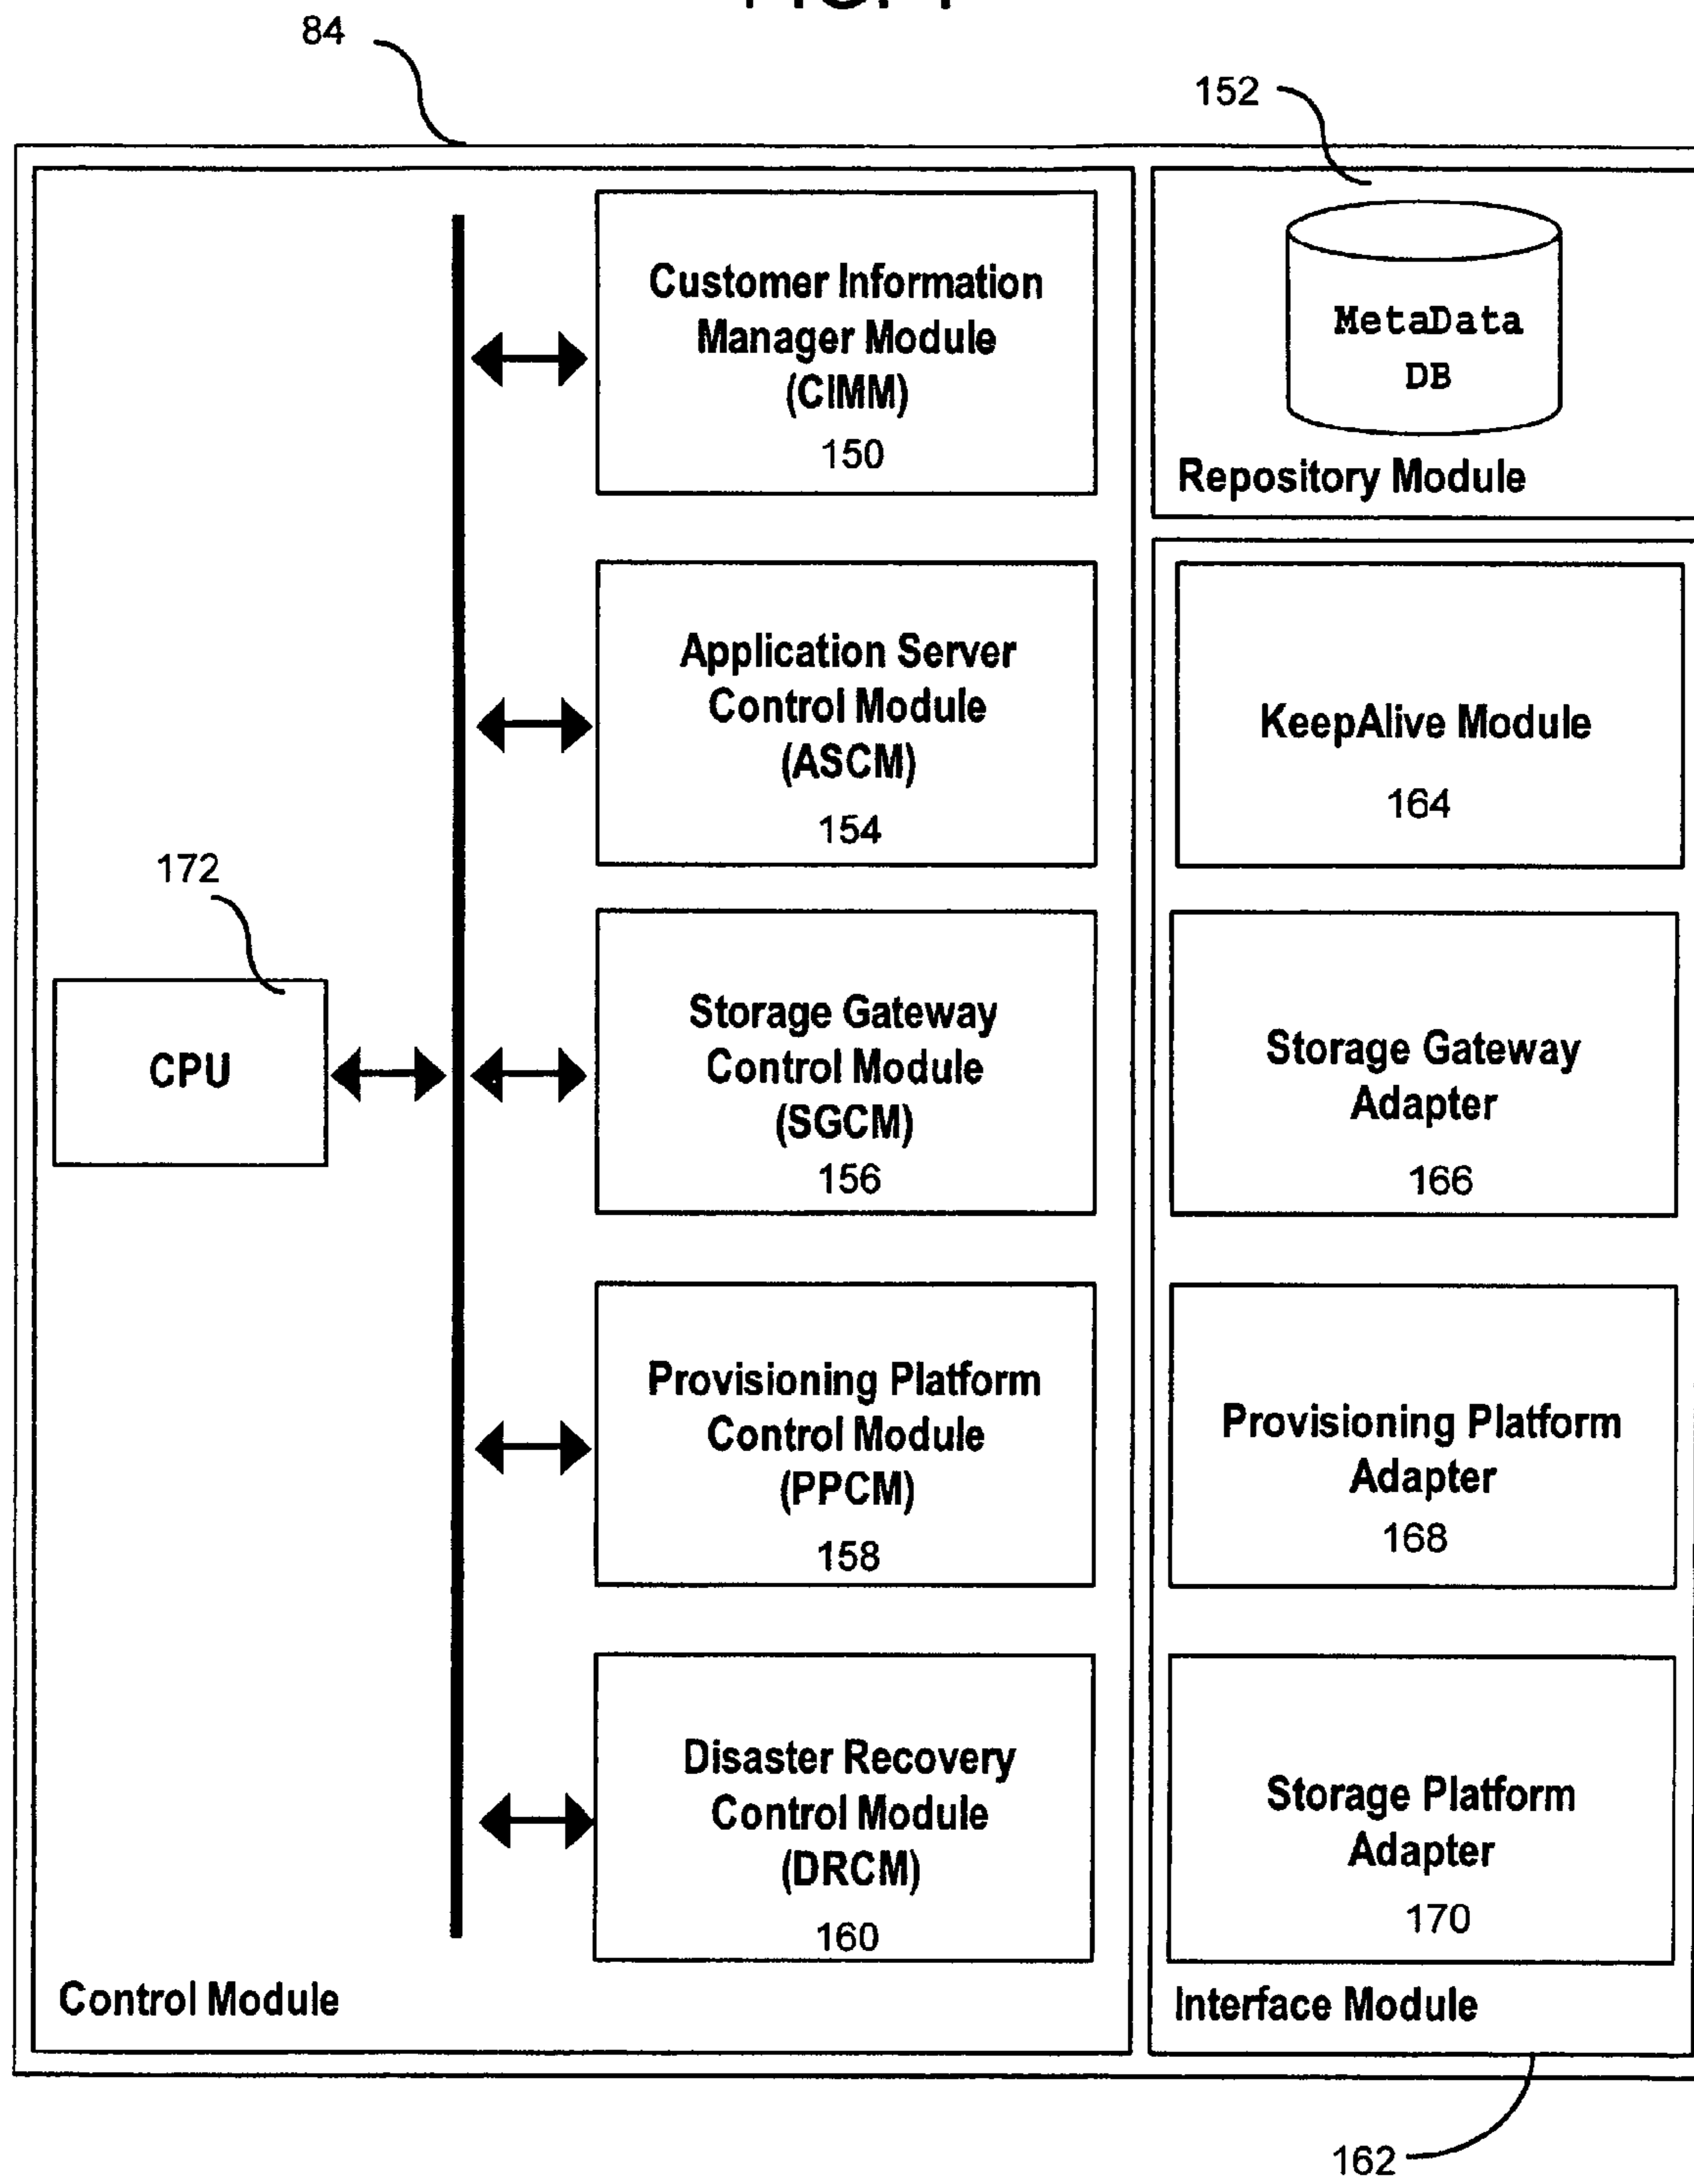 84
152
Customer Information
Manager Module
(CIMM)
150
MetaData
DB
Repository Module
Application Server
Control Module
(ASCM)
154
KeepAlive Module
164
172
CPU
Storage Gateway
Control Module
(SGCM)
156
Storage Gateway
Adapter
166
Provisioning Platform
Control Module
(PPCM)
158
Provisioning Platform
Adapter
168
Disaster Recovery
Control Module
(DRCM)
160
Storage Platform
Adapter
170
Control Module
Interface Module
162